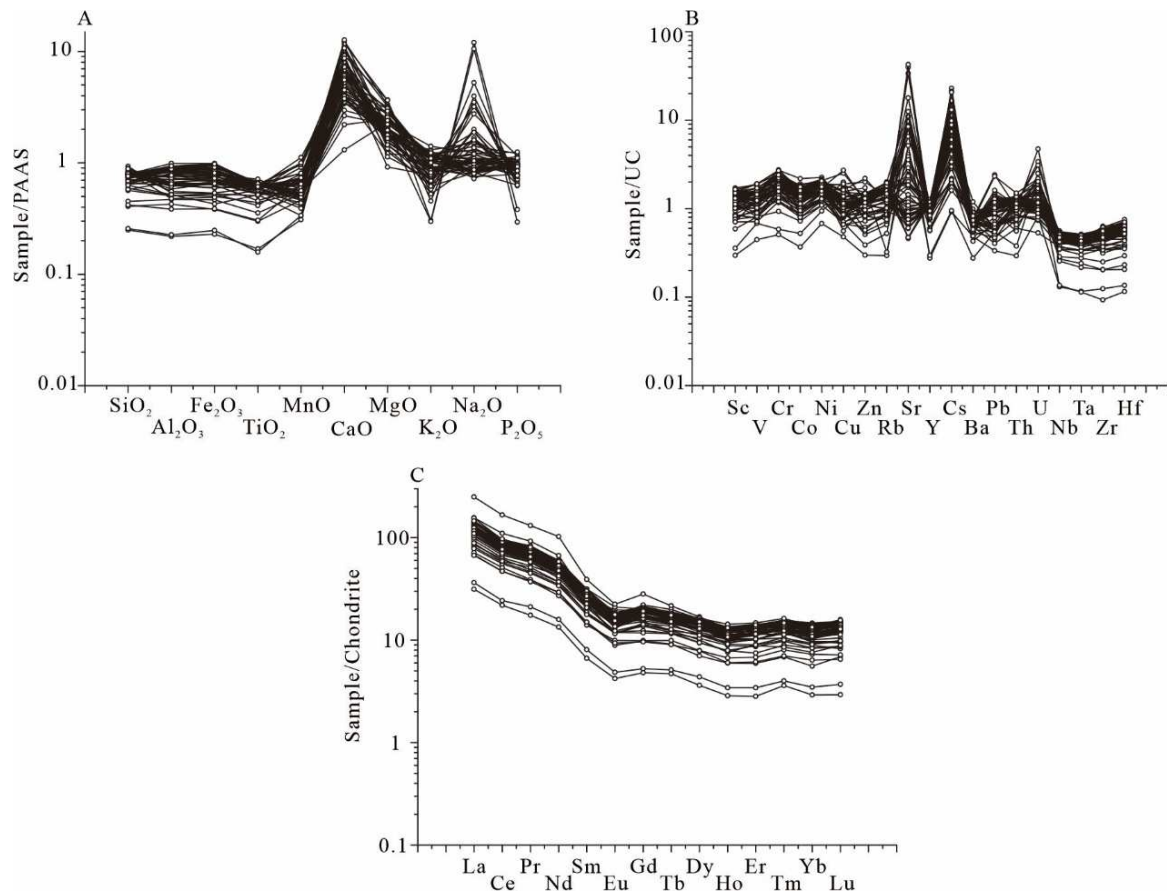 A
Sample/PAAS
10
1
0.1
0.01
SiO₂ Fe₂O₃ MnO MgO Na₂O
Al₂O₃ TiO₂ CaO K₂O P₂O₅
B
Sample/UC
100
10
1
0.1
0.01
Sc Cr Ni Zn Sr Cs Pb U Ta Hf
V Co Cu Rb Y Ba Th Nb Zr
C
Sample/Chondrite
100
10
1
0.1
La Pr Sm Gd Dy Er Yb
Ce Nd Eu Tb Ho Tm Lu